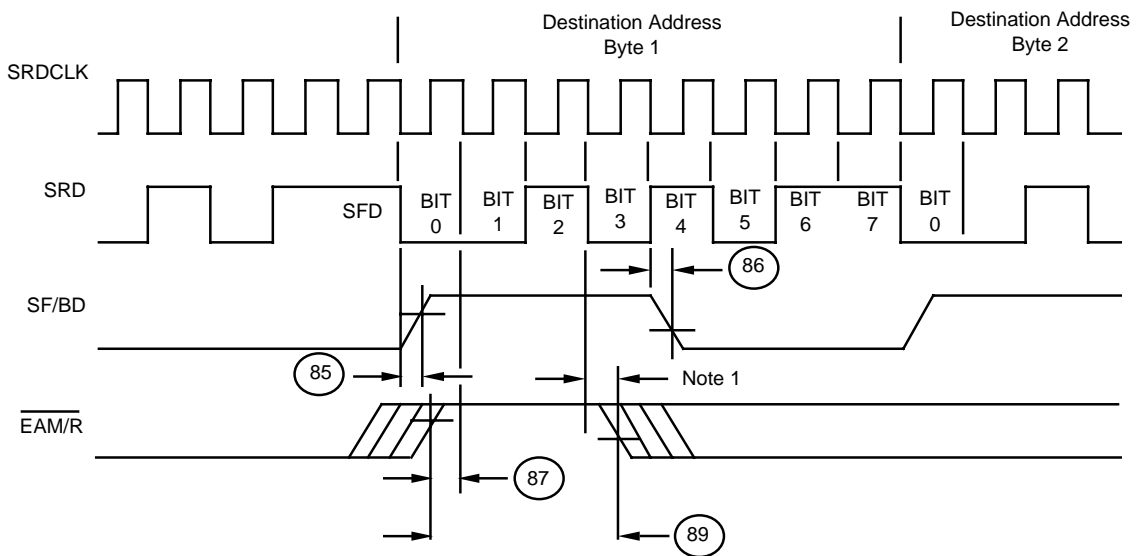 Destination Address
Byte 1
Destination Address
Byte 2
SRDCLK
SRD
SFD
BIT
0
BIT
1
BIT
2
BIT
3
BIT
4
BIT
5
BIT
6
BIT
7
BIT
0
86
SF/BD
85
Note 1
EAM/R
87
89